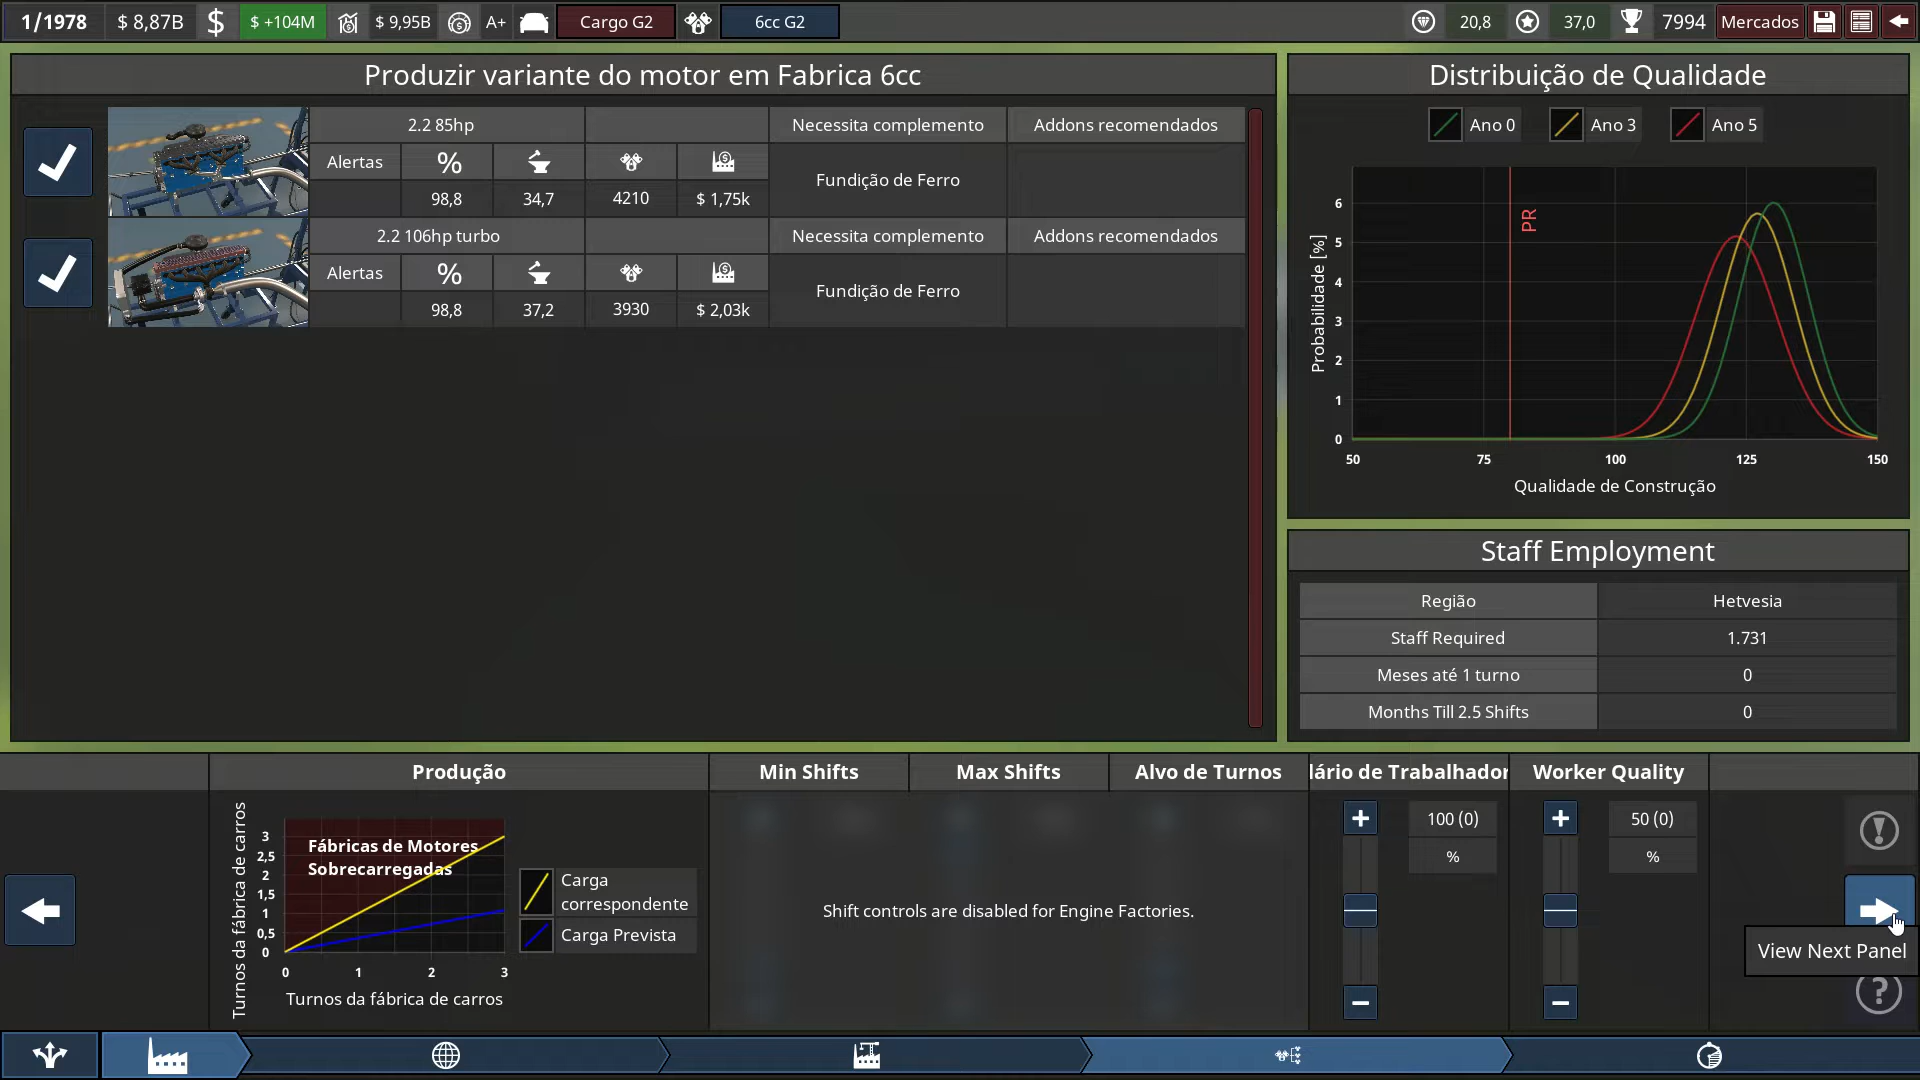 1/1978
$ 8,87B
$ +104M
$ 9,95B
A+
Cargo G2
6cc G2
20,8
37,0
7994
Mercados
Produzir variante do motor em Fabrica 6cc
2.2 85hp
Necessita complemento
Addons recomendados
Alertas
%
98,8
34,7
4210
$ 1,75k
Fundição de Ferro
2.2 106hp turbo
Necessita complemento
Addons recomendados
Alertas
%
98,8
37,2
3930
$ 2,03k
Fundição de Ferro
Distribuição de Qualidade
Ano 0
Ano 3
Ano 5
PR
Probabilidade [%]
6
5
4
3
2
1
0
50
75
100
125
150
Qualidade de Construção
Staff Employment
Região
Hetvesia
Staff Required
1.731
Meses até 1 turno
0
Months Till 2.5 Shifts
0
Produção
Turnos da fábrica de carros
3
2,5
2
1,5
1
0,5
0
Fábricas de Motores
Sobrecarregadas
0
1
2
3
Turnos da fábrica de carros
Carga
correspondente
Carga Prevista
Min Shifts
Max Shifts
Alvo de Turnos
Shift controls are disabled for Engine Factories.
lário de Trabalhador
100 (0)
%
Worker Quality
50 (0)
%
View Next Panel